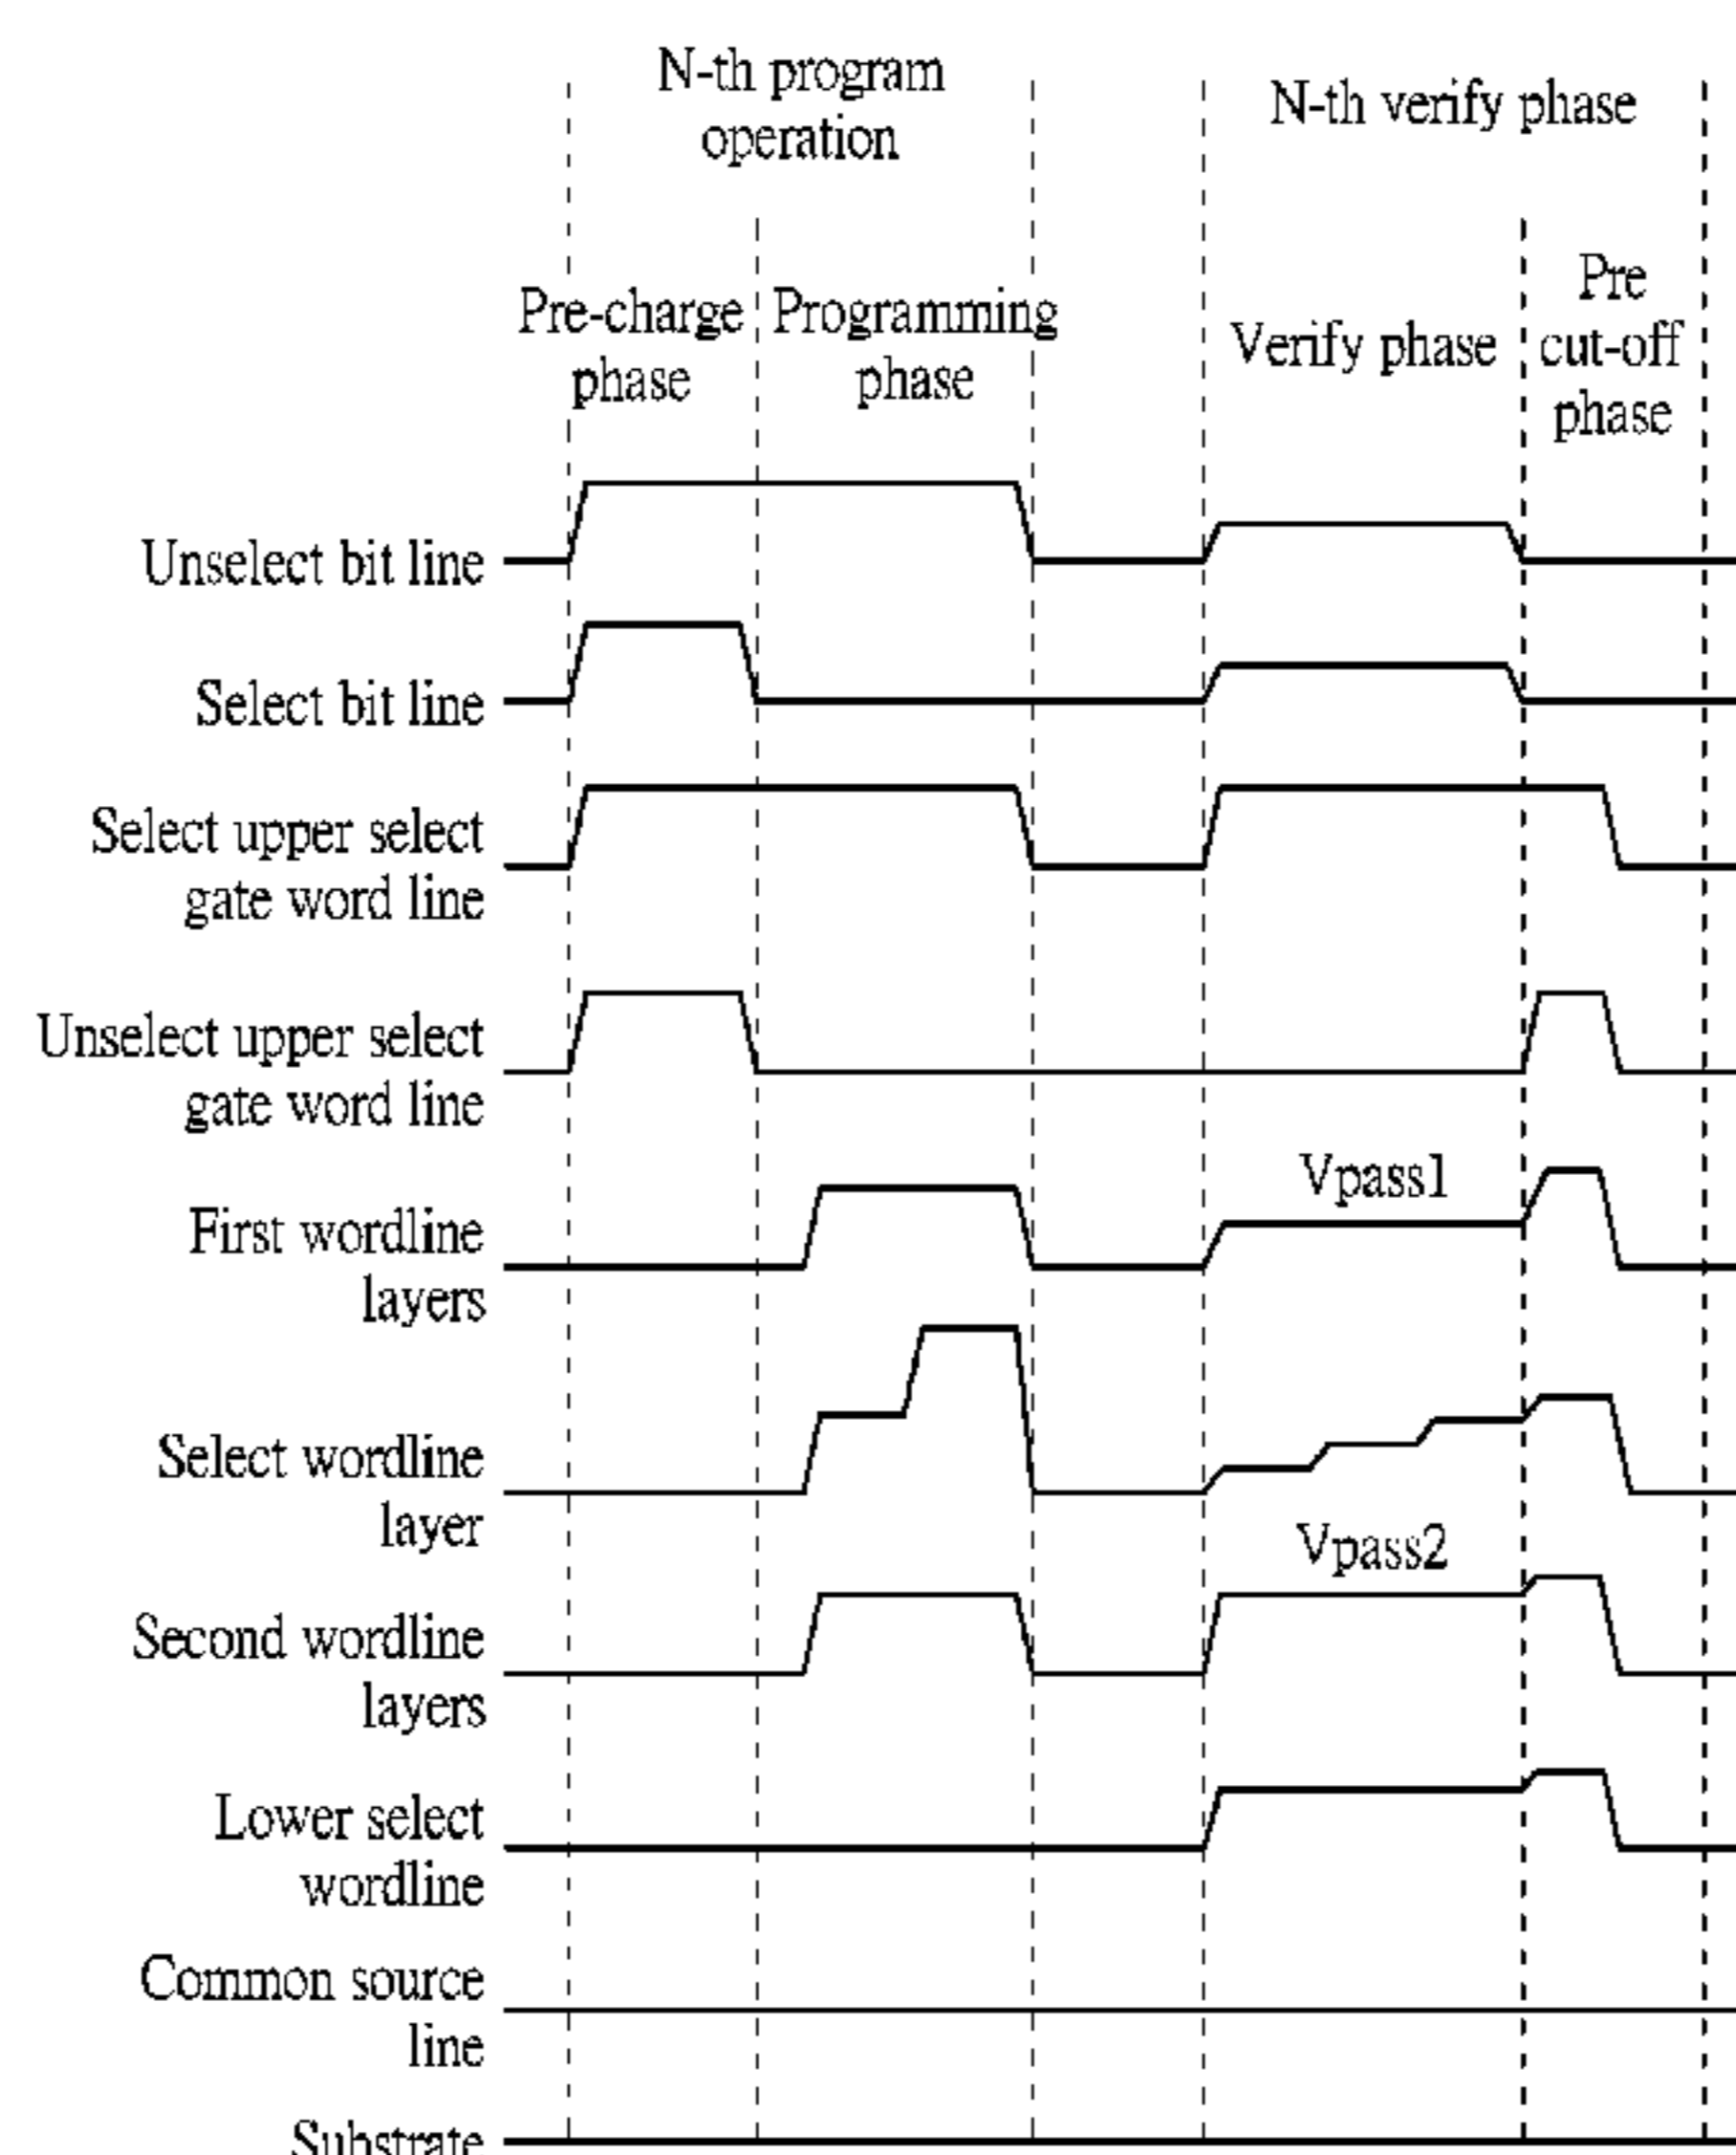 N-th program
operation
N-th verify phase
Pre-charge
phase
Programming
phase
Verify phase
Pre
cut-off
phase
Unselect bit line
Select bit line
Select upper select
gate word line
Unselect upper select
gate word line
Vpass1
First wordline
layers
Select wordline
layer
Vpass2
Second wordline
layers
Lower select
wordline
Common source
line
Substrate